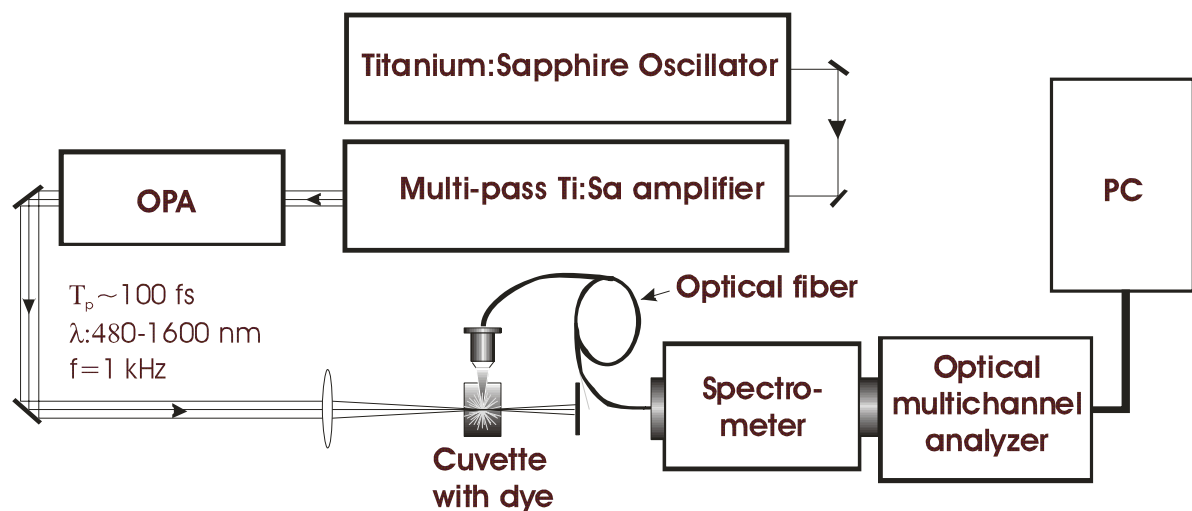 Titanium:Sapphire Oscillator
Multi-pass Ti:Sa amplifier
OPA
PC
Tp~100 fs
λ:480-1600 nm
f=1 kHz
Optical fiber
Spectro-
meter
Optical
multichannel
analyzer
Cuvette
with dye